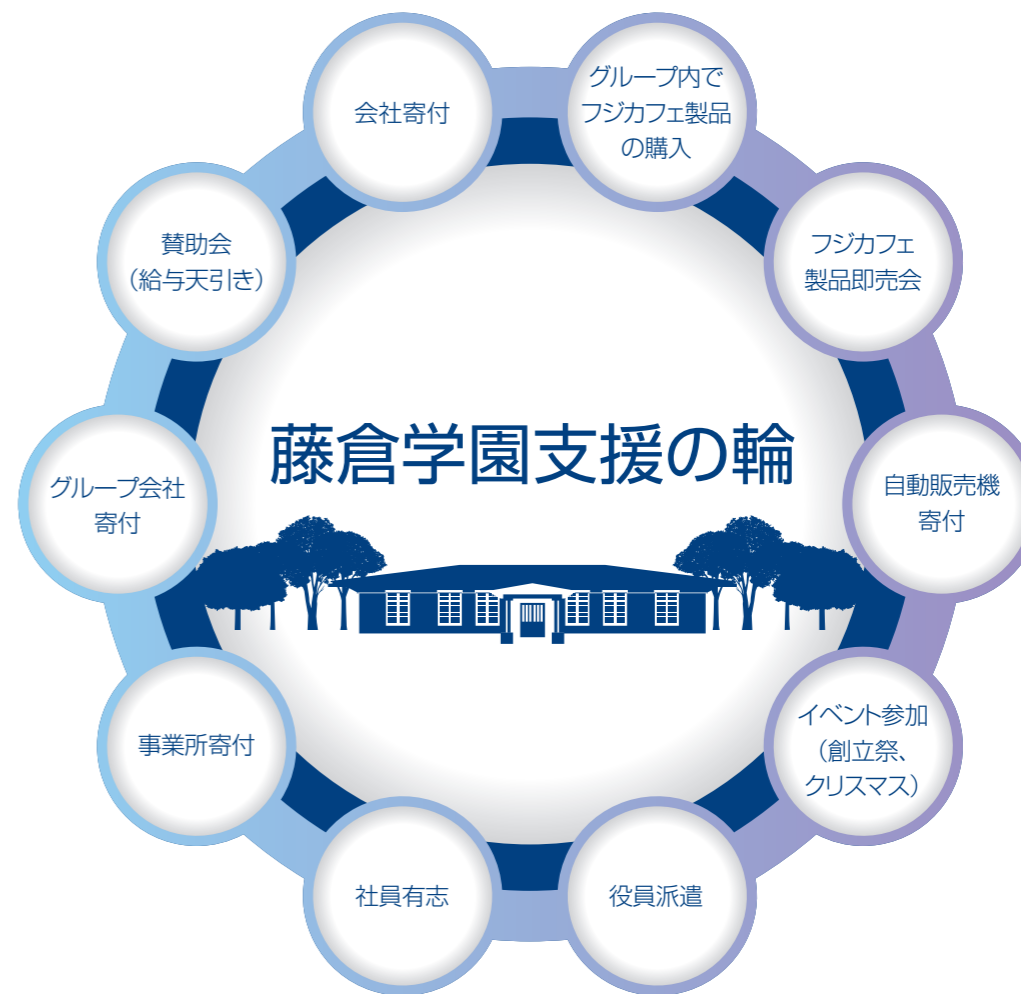 会社寄付
グループ内で
フジカフェ製品
の購入
賛助会
（給与天引き）
フジカフェ
製品即売会
藤倉学園支援の輪
グループ会社
寄付
自動販売機
寄付
事業所寄付
イベント参加
（創立祭、
クリスマス）
社員有志
役員派遣